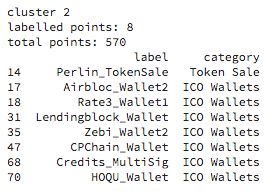 cluster 2
labelled points: 8
total points: 570
label category
14 Perlin_TokenSale Token Sale
17 Airbloc_Wallet2 ICO Wallets
18 Rate3_Wallet1 ICO Wallets
31 Lendingblock_Wallet ICO Wallets
35 Zebi_Wallet2 ICO Wallets
47 CPChain_Wallet ICO Wallets
68 Credits_MultiSig ICO Wallets
70 HOQU_Wallet ICO Wallets